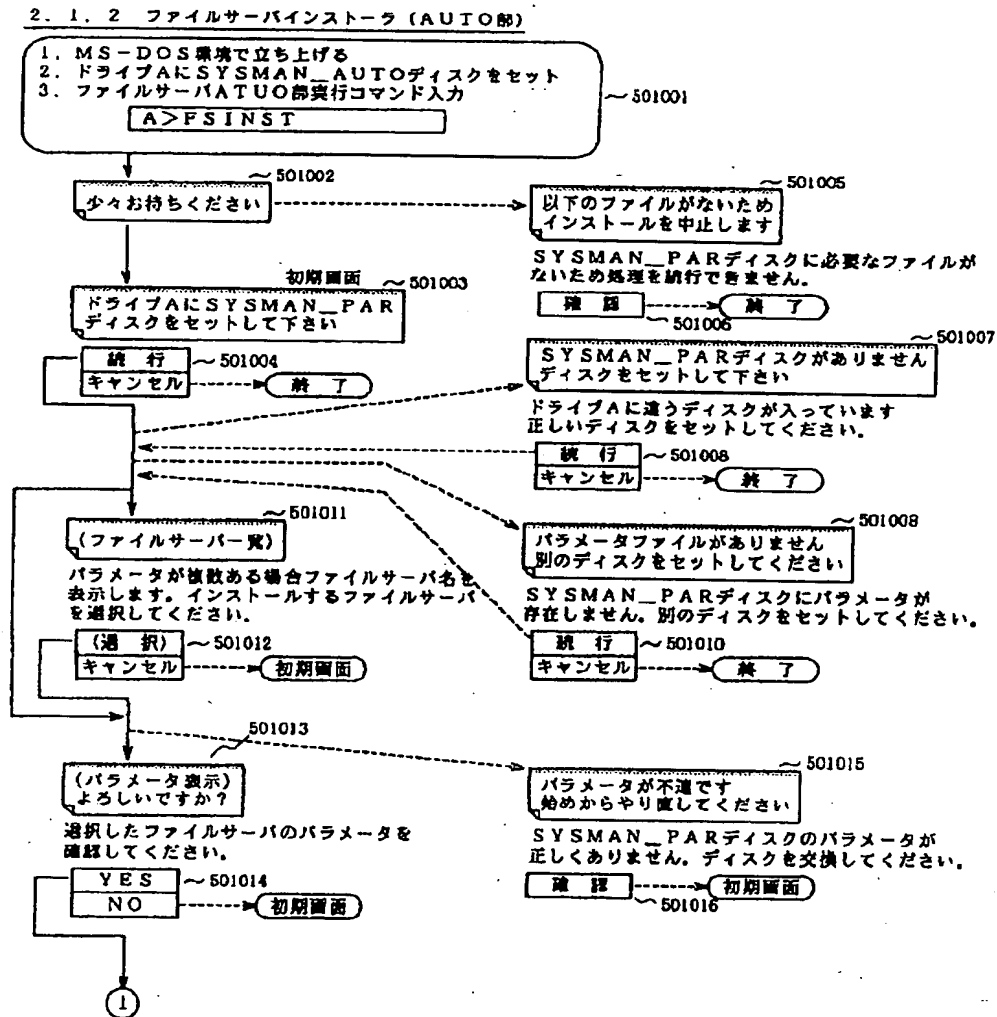 2．1．2　ファイルサーバインストーラ（AUTO部）
1．MS－DOS環境で立ち上げる
2．ドライブAにSYSMAN＿AUTOディスクをセット
3．ファイルサーバATUO部実行コマンド入力
A＞FSINST
501001
501002
少々お待ちください
501005
以下のファイルがないため
インストールを中止します
SYSMAN＿PARディスクに必要なファイルが
ないため処理を続行できません。
確　認
終　了
501006
初期画面
501003
ドライブAにSYSMAN＿PAR
ディスクをセットして下さい
続　行
501004
キャンセル
終　了
501007
SYSMAN＿PARディスクがありません
ディスクをセットして下さい
ドライブAに違うディスクが入っています
正しいディスクをセットしてください。
続　行
501008
キャンセル
終　了
501011
（ファイルサーバ一覧）
パラメータが複数ある場合ファイルサーバ名を
表示します。インストールするファイルサーバ
を選択してください。
（選　択）
501012
キャンセル
初期画面
501008
パラメータファイルがありません
別のディスクをセットしてください
SYSMAN＿PARディスクにパラメータが
存在しません。別のディスクをセットしてください。
続　行
501010
キャンセル
終　了
501013
（パラメータ表示）
よろしいですか？
選択したファイルサーバのパラメータを
確認してください。
YES
501014
NO
初期画面
501015
パラメータが不適です
始めからやり直してください
SYSMAN＿PARディスクのパラメータが
正しくありません。ディスクを交換してください。
確　認
初期画面
501016
1